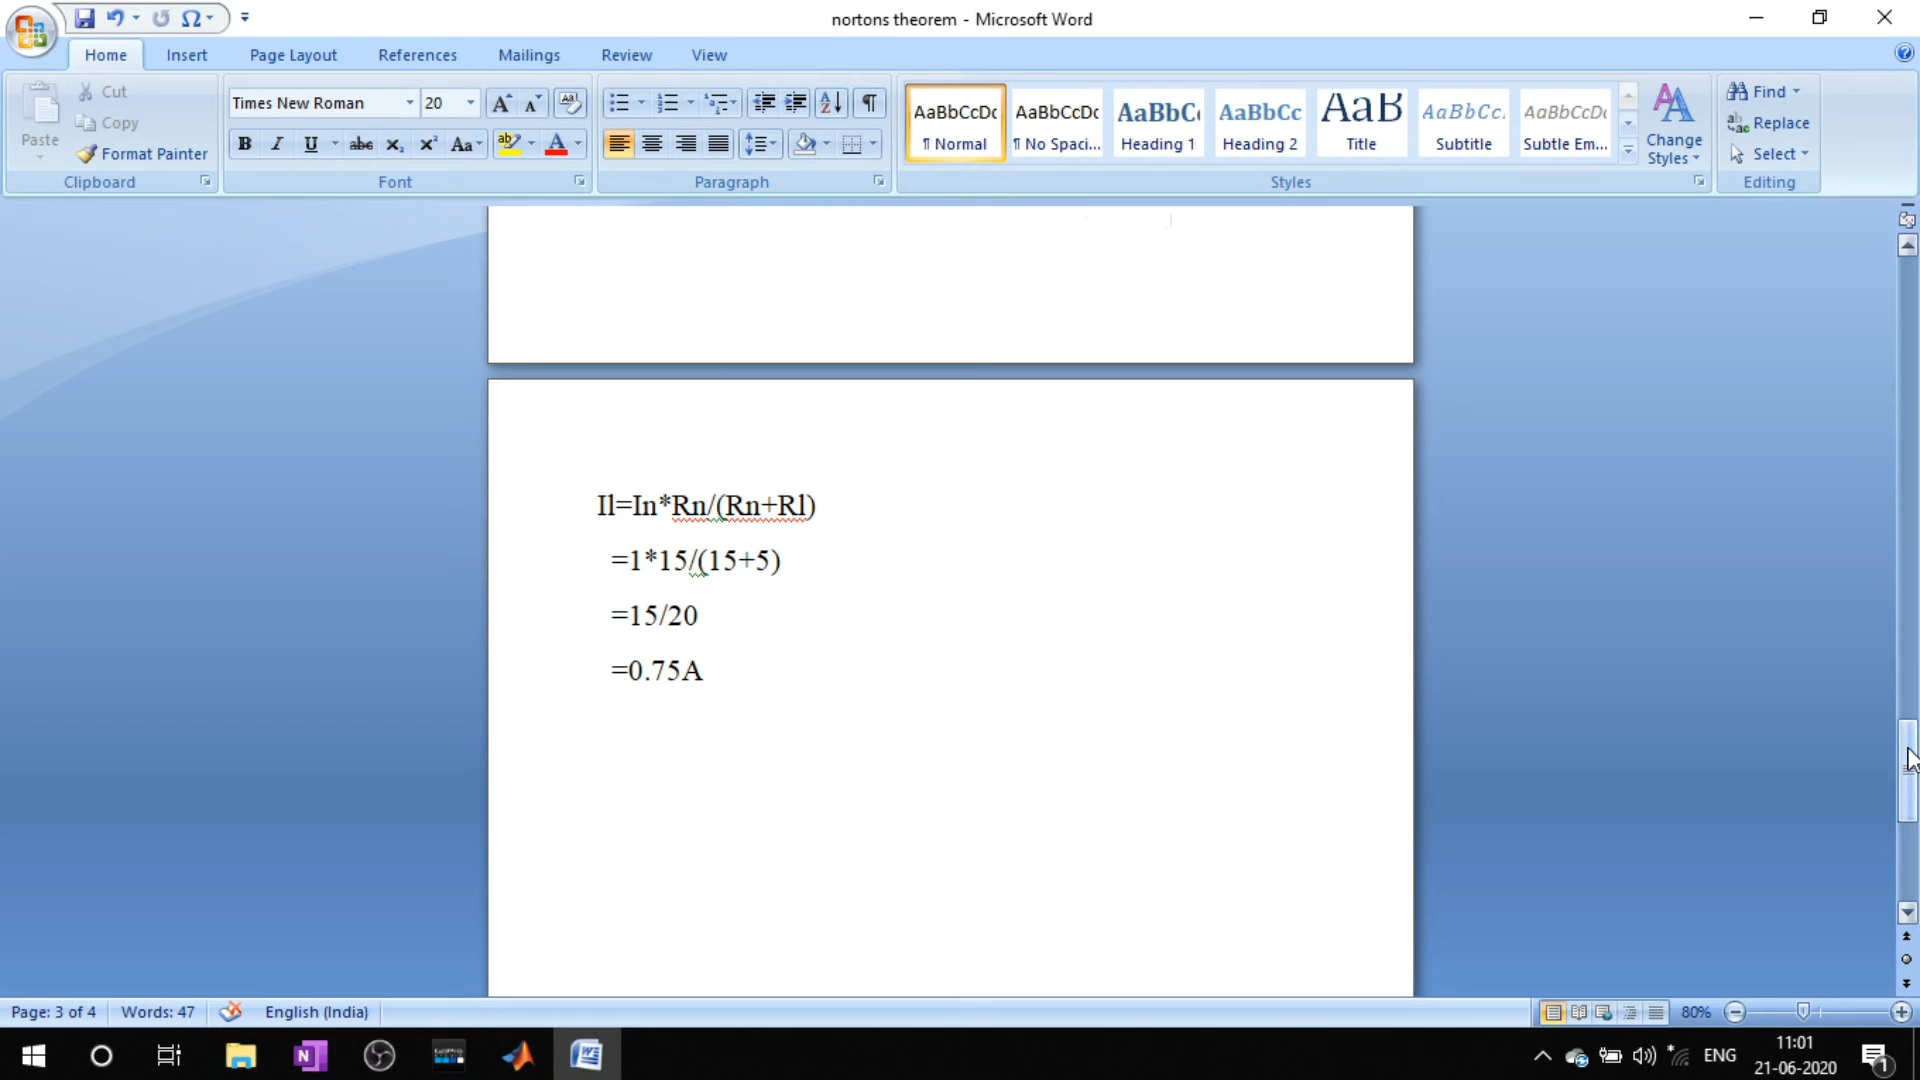 nortons theorem - Microsoft Word
Home Insert Page Layout References Mailings Review View
Paste
Cut
Copy
Format Painter
Clipboard
Times New Roman 20
Font
Paragraph
AaBbCcDc AaBbCcDc AaBbC AaBbCc AaB AaBbCc. AaBbCcDc
¶ Normal ¶ No Spaci... Heading 1 Heading 2 Title Subtitle Subtle Em...
Change
Styles
Styles
Find
Replace
Select
Editing
Il=In*Rn/(Rn+Rl)
=1*15/(15+5)
=15/20
=0.75A
Page: 3 of 4 Words: 47 English (India) 80%
ENG
11:01
21-06-2020
1